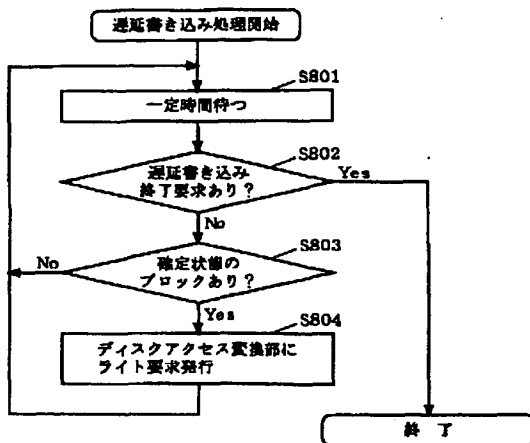 遅延書き込み処理開始
S801
一定時間待つ
S802
遅延書き込み
終了要求あり?
Yes
No
S803
確定状態の
ブロックあり?
No
Yes
S804
ディスクアクセス変換部に
ライト要求発行
終 了